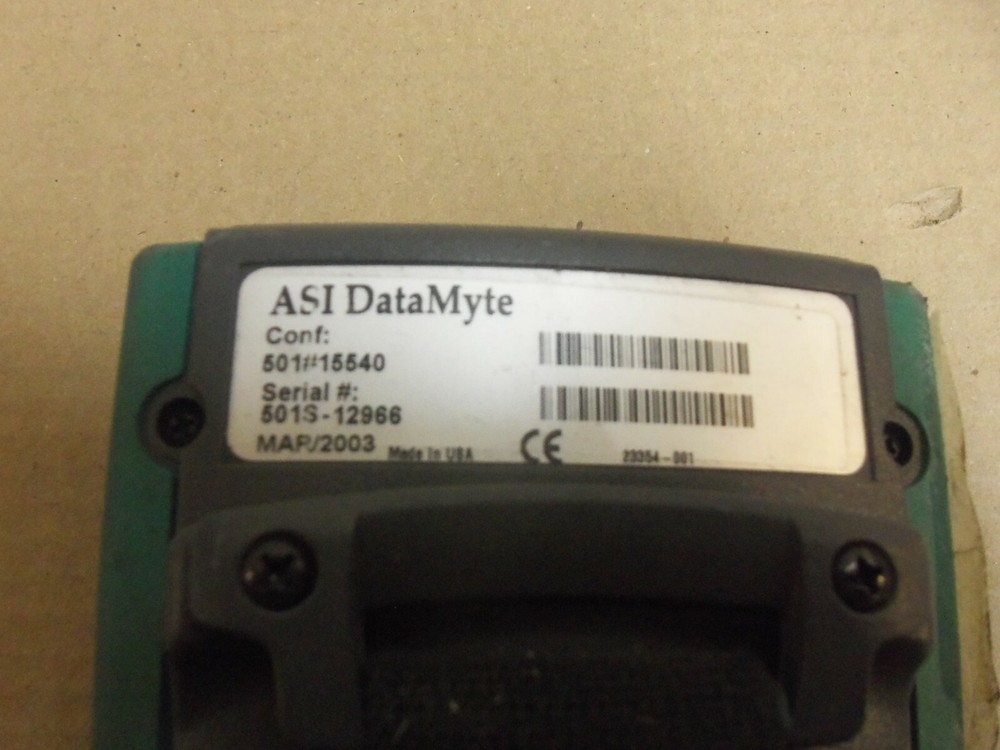 ASI DataMyte
Conf:
501#15540
Serial #:
501S-12966
MAR/2003 Made in USA CE 23354-001